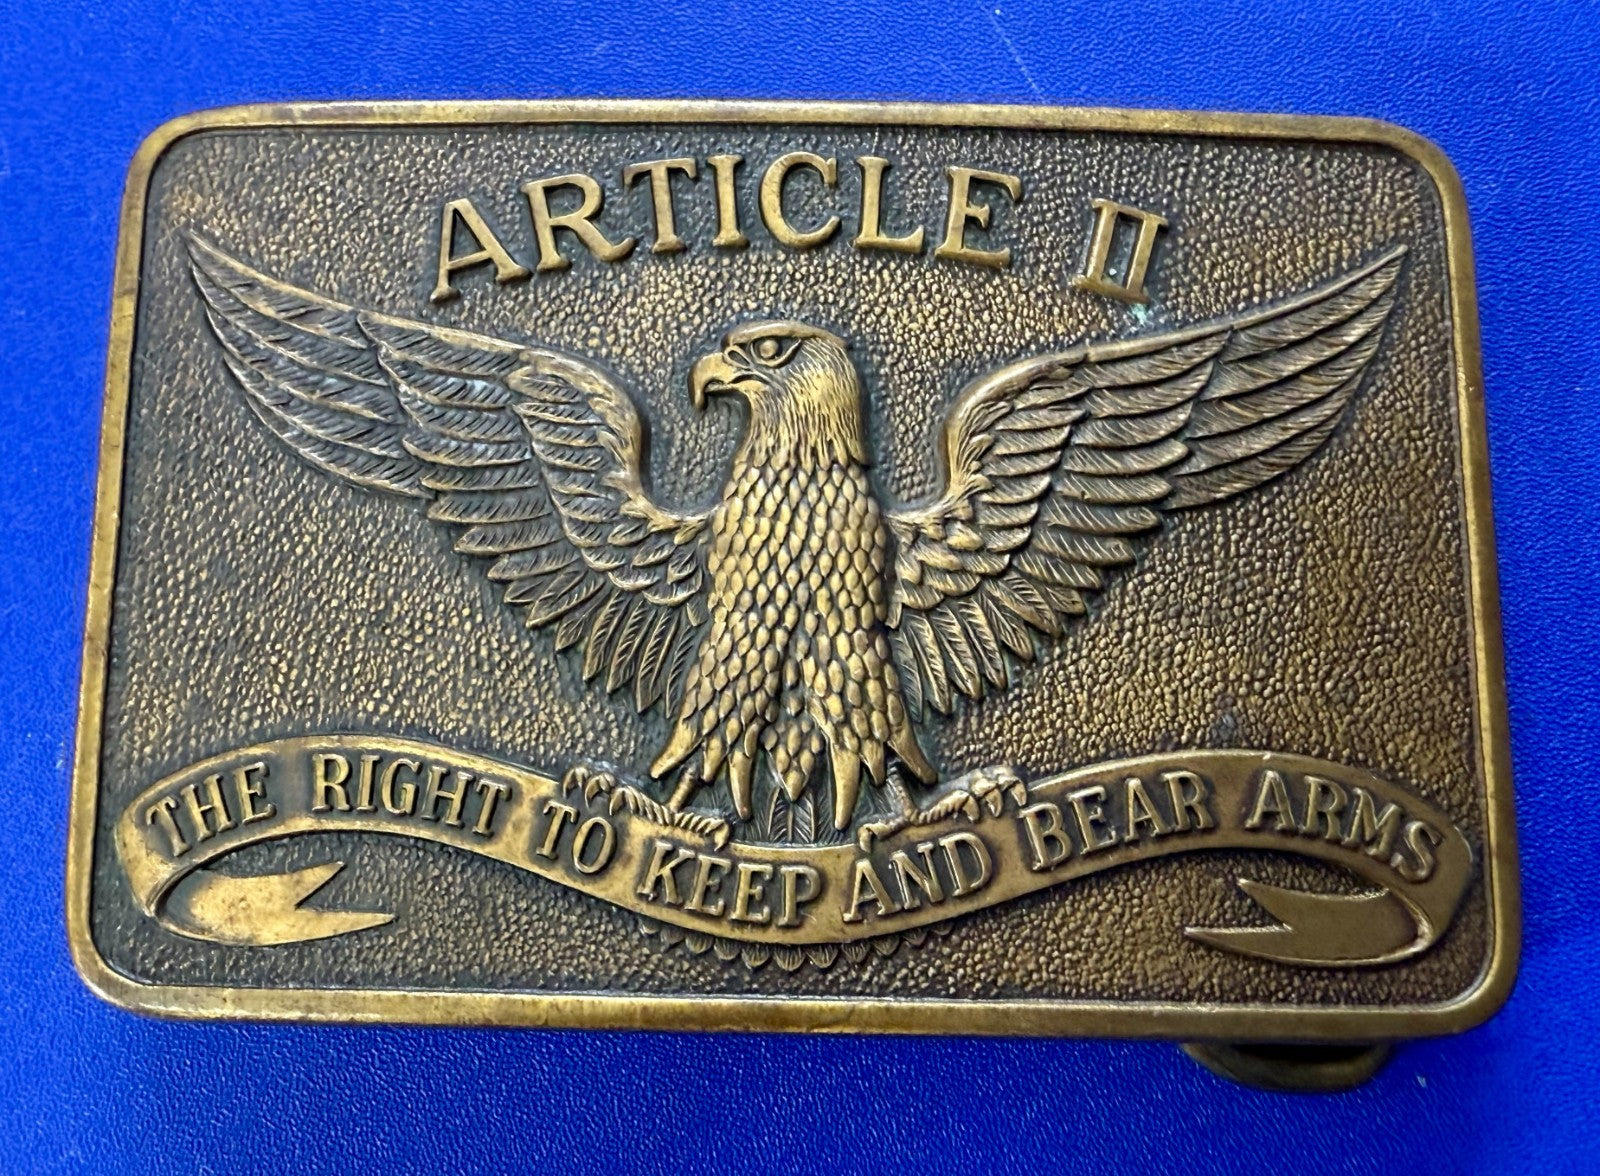 ARTICLE II
THE RIGHT TO KEEP AND BEAR ARMS